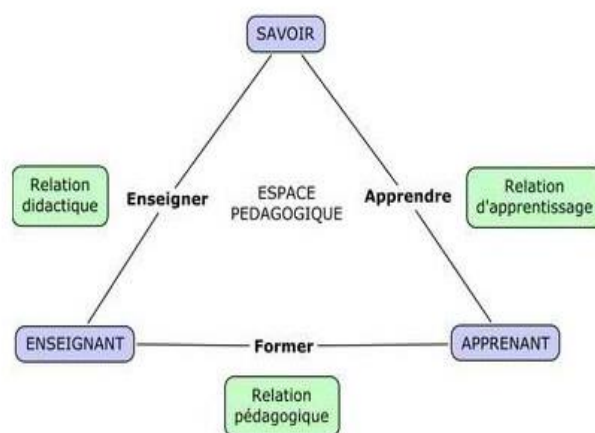 SAVOIR
Relation
didactique
Enseigner
ESPACE
PEDAGOGIQUE
Apprendre
Relation
d'apprentissage
ENSEIGNANT
Former
APPRENANT
Relation
pédagogique